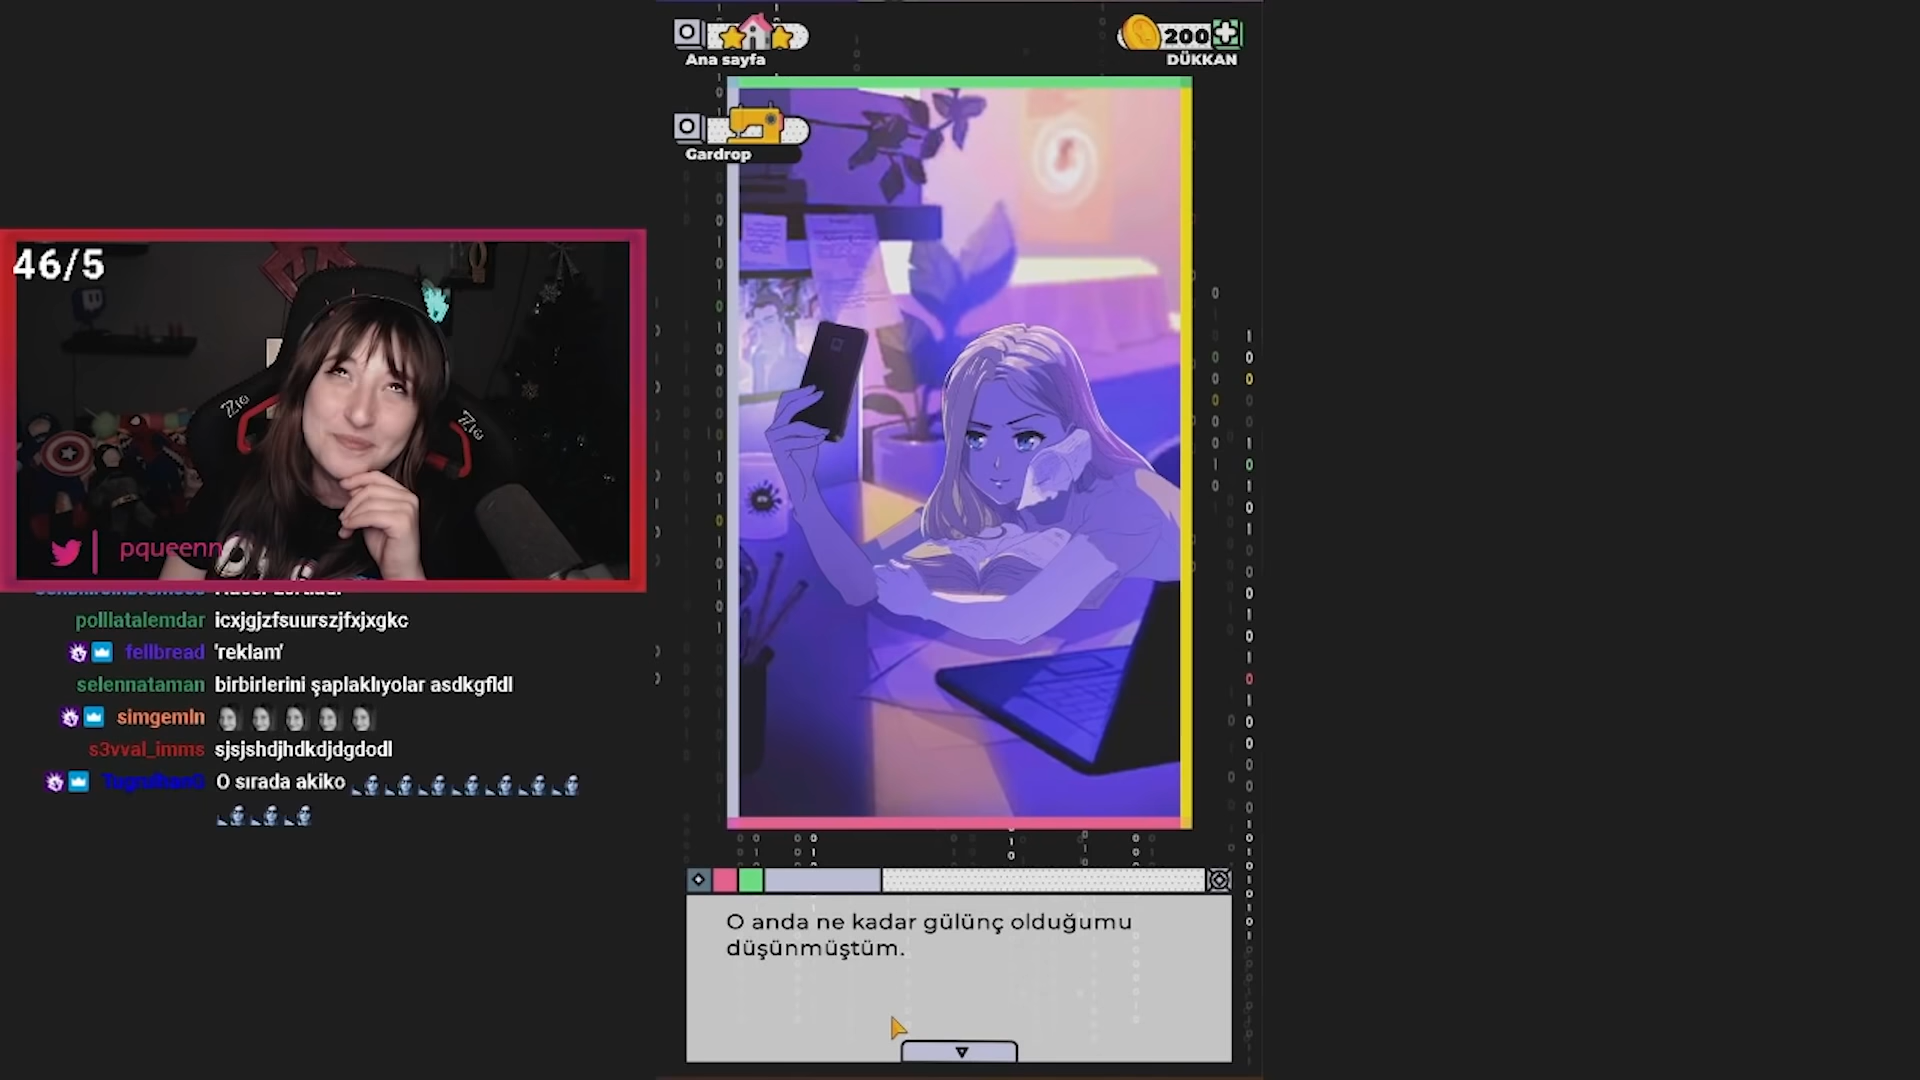 Ana sayfa
200
DÜKKAN
Gardrop
46/5
pqueenn
polllatalemdar icxjgjzfsuurszjfxjxgkc
fellbread 'reklam'
selennataman birbirlerini şaplaklıyolar asdkgfldl
simgemln
s3vval_imms sjsjshdjhdkdjdgdodl
O sırada akiko
O anda ne kadar gülünç olduğumu
düşünmüştüm.